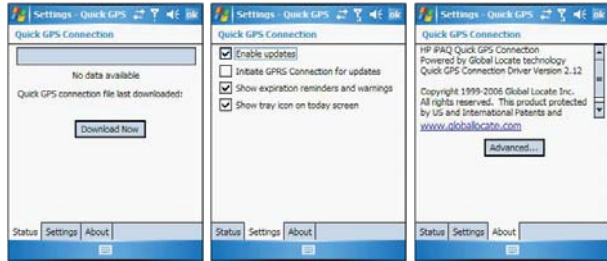 Settings - Quick GPS ok
Quick GPS Connection
No data available
Quick GPS connection file last downloaded:
Download Now
Status Settings About
Settings - Quick GPS ok
Quick GPS Connection
Enable updates
Initiate GPRS Connection for updates
Show expiration reminders and warnings
Show tray icon on today screen
Status Settings About
Settings - Quick GPS ok
Quick GPS Connection
HP iPAQ Quick GPS Connection
Powered by Global Locate technology
Quick GPS Connection Driver Version 2.12
Copyright 1999-2006 Global Locate Inc.
All rights reserved. This product protected
by US and International Patents and
www.globallocate.com
Advanced...
Status Settings About